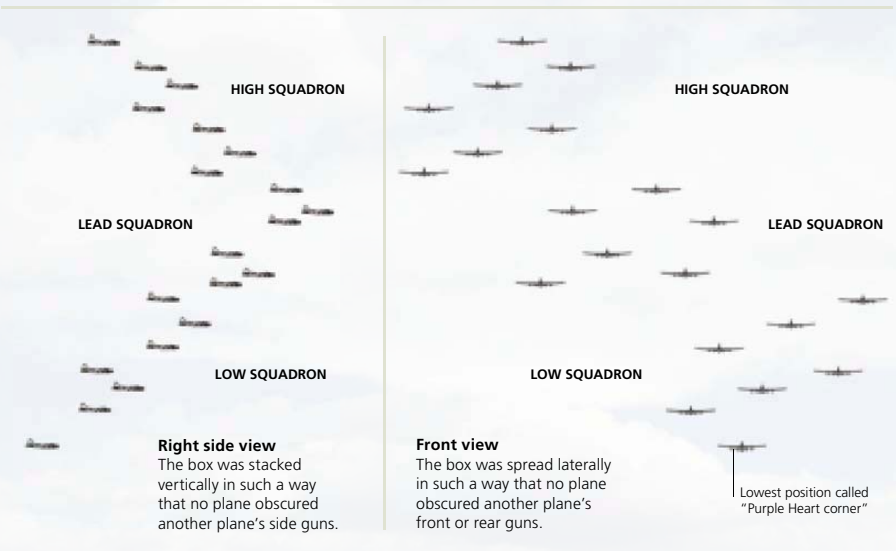 HIGH SQUADRON
LEAD SQUADRON
LOW SQUADRON
Right side view
The box was stacked
vertically in such a way
that no plane obscured
another plane's side guns.
HIGH SQUADRON
LEAD SQUADRON
LOW SQUADRON
Front view
The box was spread laterally
in such a way that no plane
obscured another plane's
front or rear guns.
Lowest position called
"Purple Heart corner"